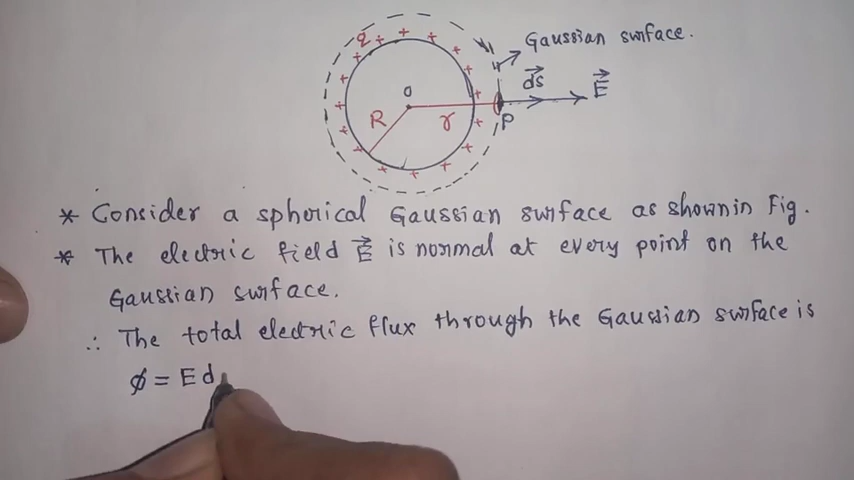 q
Gaussian surface.
ds
E
O
R
r
P
* Consider a spherical Gaussian surface as shown in Fig.
* The electric field E is normal at every point on the
Gaussian surface.
∴ The total electric flux through the Gaussian surface is
ϕ = E d